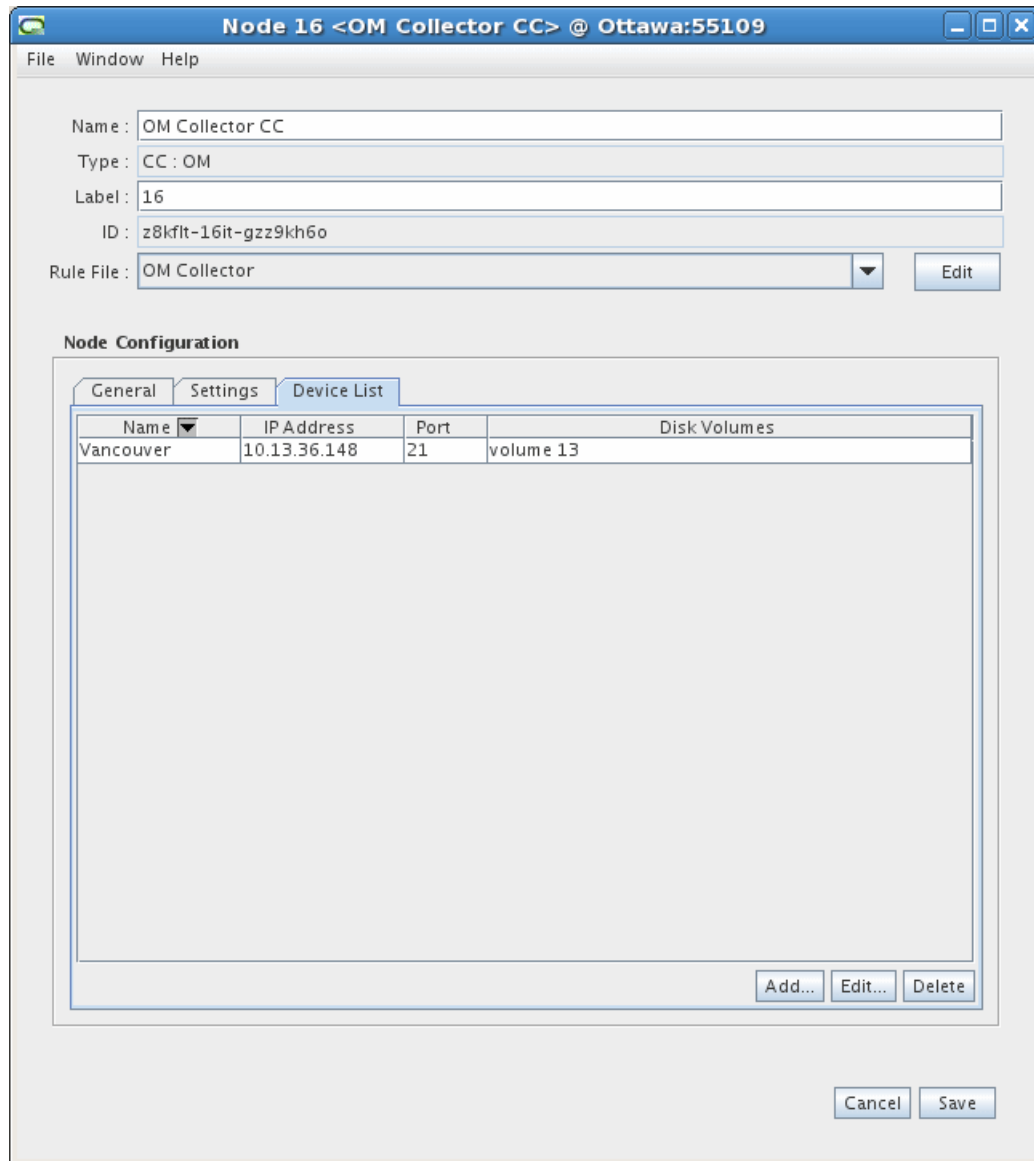 Node 16 <OM Collector CC> @ Ottawa:55109
File Window Help
Name : OM Collector CC
Type : CC : OM
Label : 16
ID : z8kflt-16it-gzz9kh6o
Rule File : OM Collector Edit
Node Configuration
General Settings Device List
Name IP Address Port Disk Volumes
Vancouver 10.13.36.148 21 volume 13
Add... Edit... Delete
Cancel Save